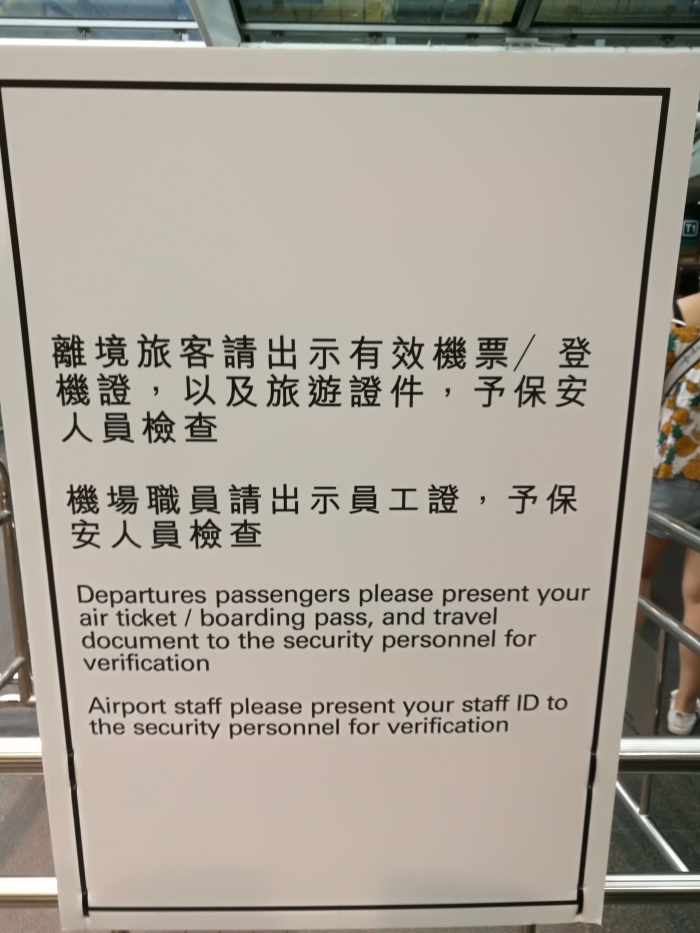 離境旅客請出示有效機票/ 登
機證，以及旅遊證件，予保安
人員檢查
機場職員請出示員工證，予保
安人員檢查
Departures passengers please present your
air ticket / boarding pass, and travel
document to the security personnel for
verification
Airport staff please present your staff ID to
the security personnel for verification
T1